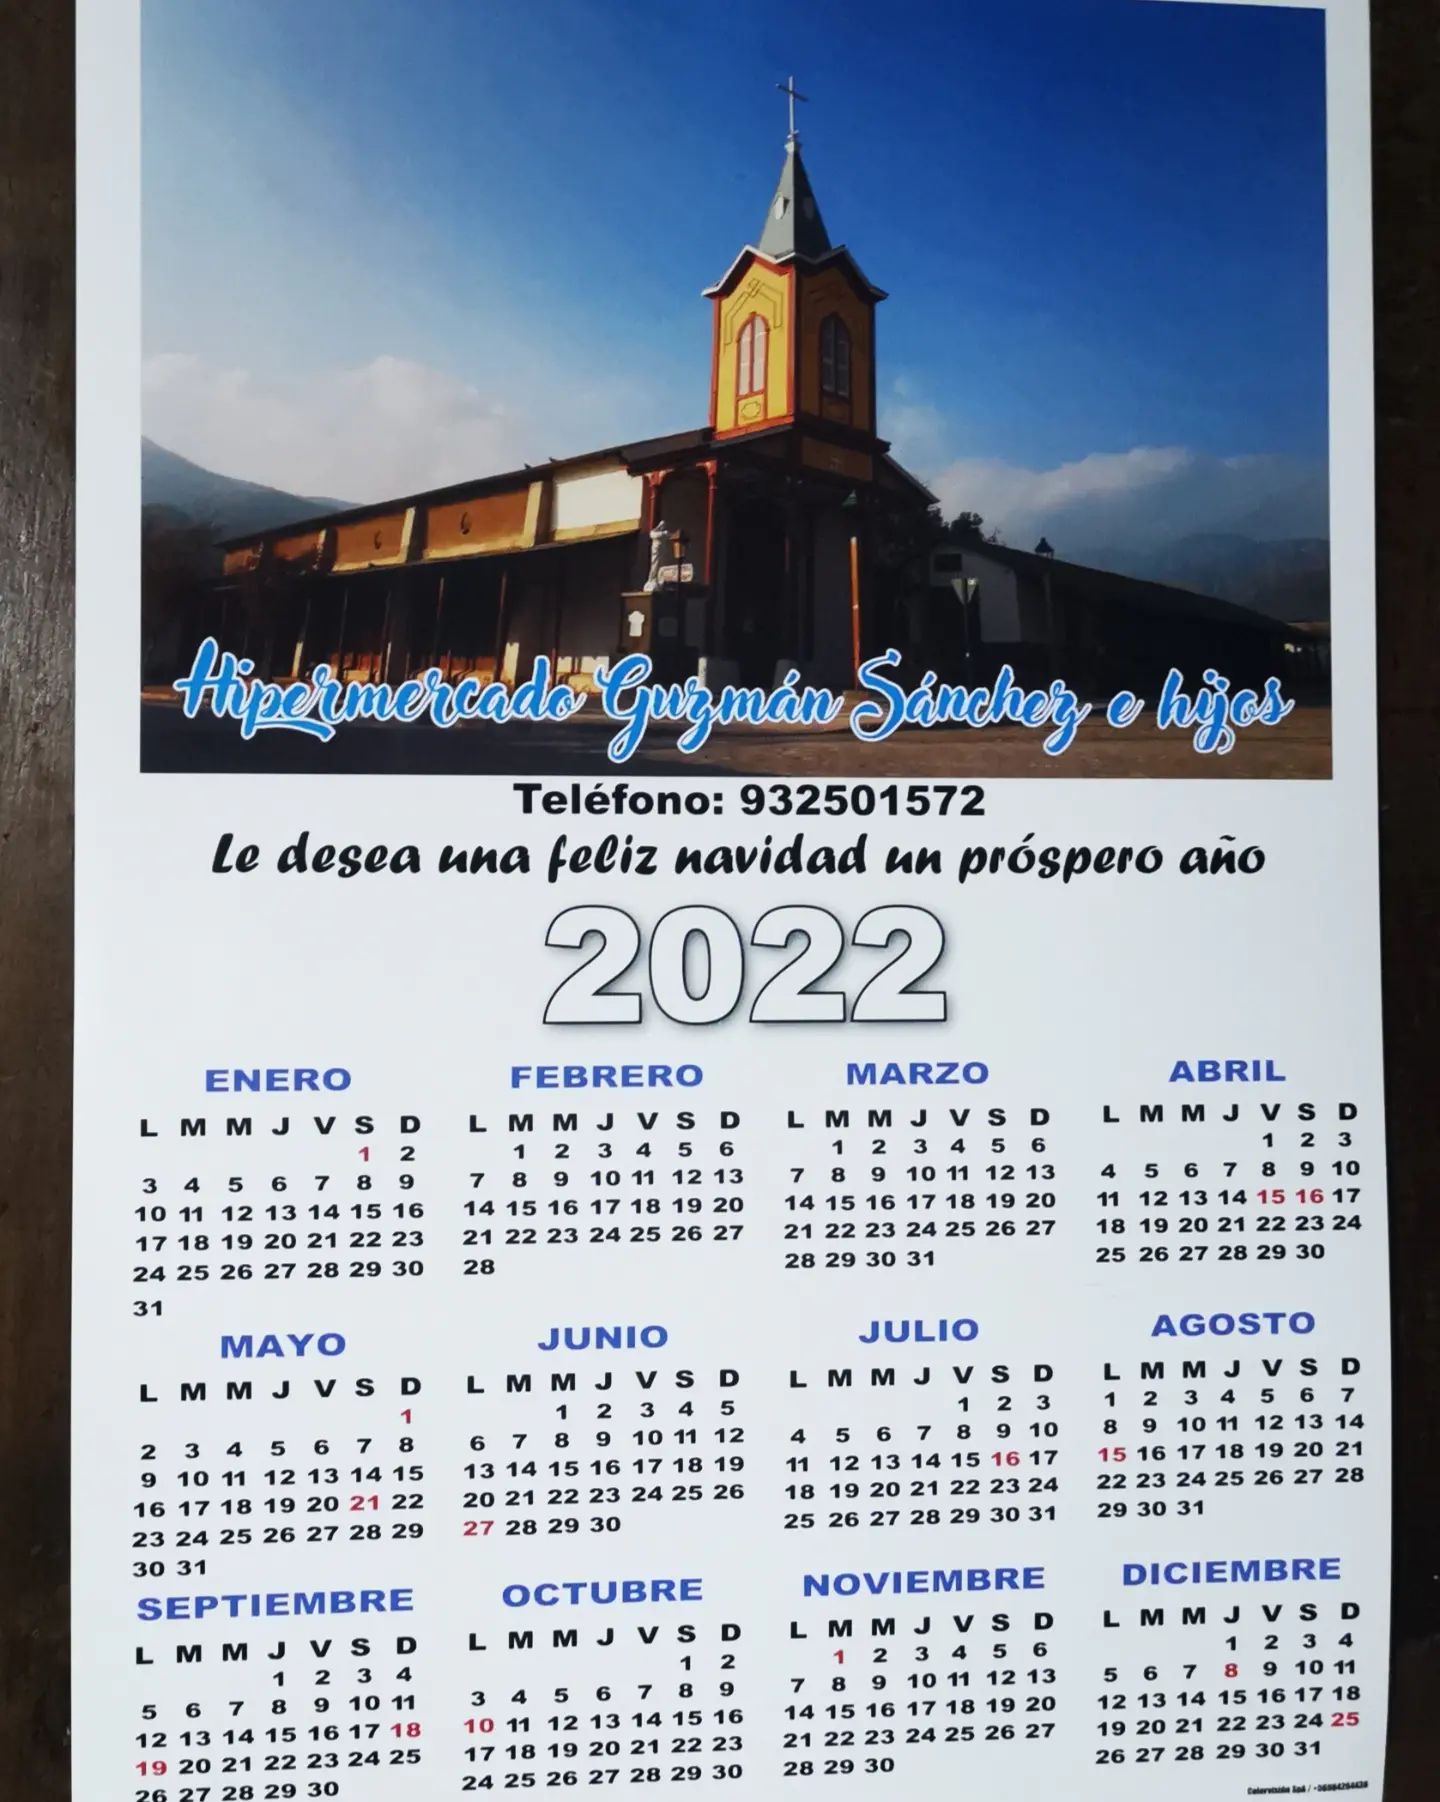 Hipermercado Guzmán Sánchez e hijos
Teléfono: 932501572
Le desea una feliz navidad un próspero año
2022
ENERO
L M M J V S D
1 2
3 4 5 6 7 8 9
10 11 12 13 14 15 16
17 18 19 20 21 22 23
24 25 26 27 28 29 30
31
FEBRERO
L M M J V S D
1 2 3 4 5 6
7 8 9 10 11 12 13
14 15 16 17 18 19 20
21 22 23 24 25 26 27
28
MARZO
L M M J V S D
1 2 3 4 5 6
7 8 9 10 11 12 13
14 15 16 17 18 19 20
21 22 23 24 25 26 27
28 29 30 31
ABRIL
L M M J V S D
1 2 3
4 5 6 7 8 9 10
11 12 13 14 15 16 17
18 19 20 21 22 23 24
25 26 27 28 29 30
MAYO
L M M J V S D
1
2 3 4 5 6 7 8
9 10 11 12 13 14 15
16 17 18 19 20 21 22
23 24 25 26 27 28 29
30 31
JUNIO
L M M J V S D
1 2 3 4 5
6 7 8 9 10 11 12
13 14 15 16 17 18 19
20 21 22 23 24 25 26
27 28 29 30
JULIO
L M M J V S D
1 2 3
4 5 6 7 8 9 10
11 12 13 14 15 16 17
18 19 20 21 22 23 24
25 26 27 28 29 30 31
AGOSTO
L M M J V S D
1 2 3 4 5 6 7
8 9 10 11 12 13 14
15 16 17 18 19 20 21
22 23 24 25 26 27 28
29 30 31
SEPTIEMBRE
L M M J V S D
1 2 3 4
5 6 7 8 9 10 11
12 13 14 15 16 17 18
19 20 21 22 23 24 25
26 27 28 29 30
OCTUBRE
L M M J V S D
1 2
3 4 5 6 7 8 9
10 11 12 13 14 15 16
17 18 19 20 21 22 23
24 25 26 27 28 29 30
NOVIEMBRE
L M M J V S D
1 2 3 4 5 6
7 8 9 10 11 12 13
14 15 16 17 18 19 20
21 22 23 24 25 26 27
28 29 30
DICIEMBRE
L M M J V S D
1 2 3 4
5 6 7 8 9 10 11
12 13 14 15 16 17 18
19 20 21 22 23 24 25
26 27 28 29 30 31